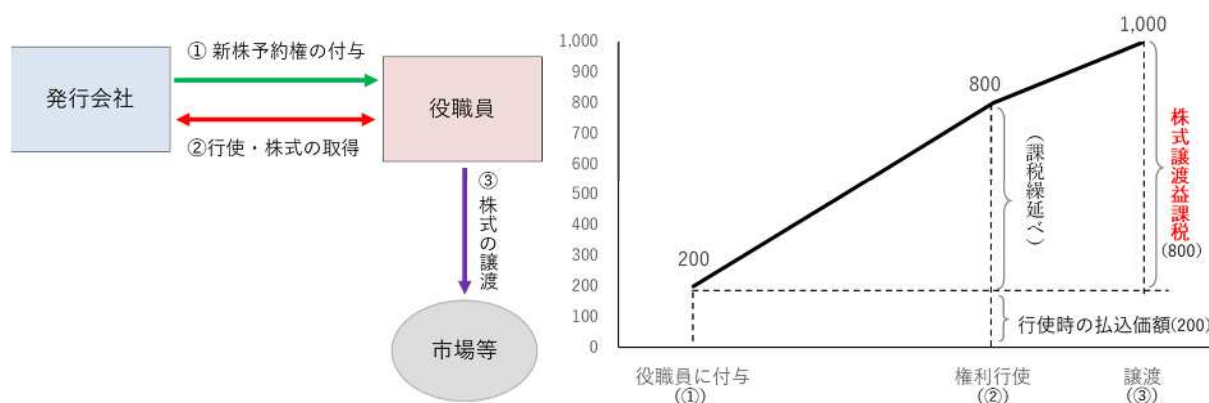 ① 新株予約権の付与
発行会社
役職員
②行使・株式の取得
③株式の譲渡
市場等
1,000
900
800
700
600
500
400
300
200
100
0
200
800
1,000
(課税繰延べ)
株式譲渡益課税
(800)
行使時の払込価額(200)
役職員に付与
(①)
権利行使
(②)
譲渡
(③)